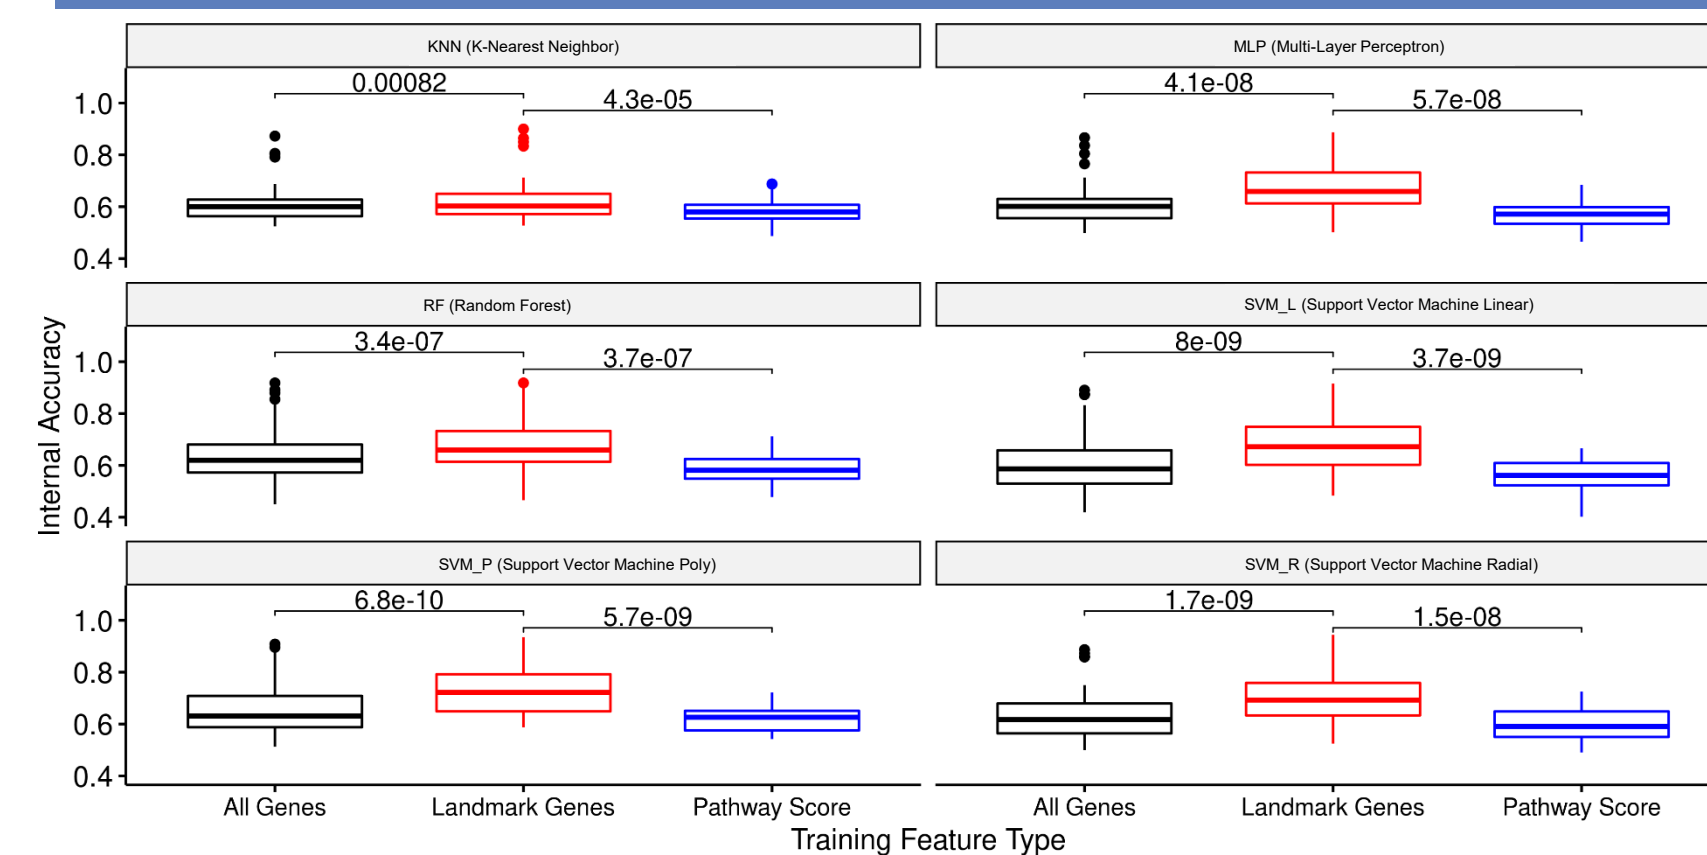 KNN (K-Nearest Neighbor)
MLP (Multi-Layer Perceptron)
0.00082
4.3e-05
4.1e-08
5.7e-08
1.0
0.8
0.6
0.4
RF (Random Forest)
SVM_L (Support Vector Machine Linear)
3.4e-07
3.7e-07
8e-09
3.7e-09
1.0
0.8
0.6
0.4
Internal Accuracy
SVM_P (Support Vector Machine Poly)
SVM_R (Support Vector Machine Radial)
6.8e-10
5.7e-09
1.7e-09
1.5e-08
1.0
0.8
0.6
0.4
All Genes
Landmark Genes
Pathway Score
All Genes
Landmark Genes
Pathway Score
Training Feature Type